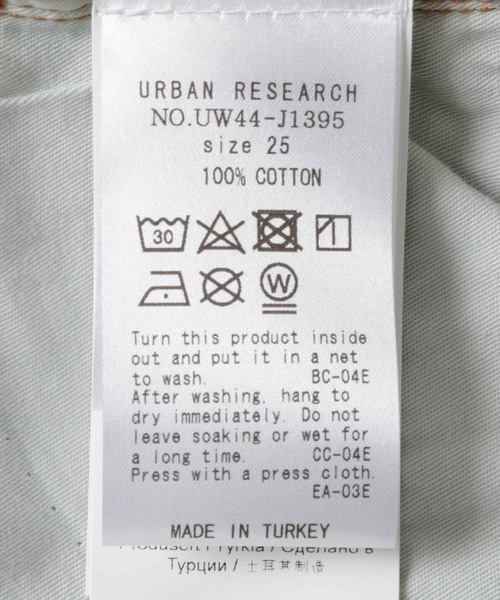 URBAN RESEARCH
NO.UW44-J1395
size 25
100% COTTON
30
W
Turn this product inside
out and put it in a net
to wash. BC-04E
After washing, hang to
dry immediately. Do not
leave soaking or wet for
a long time. CC-04E
Press with a press cloth.
EA-03E
MADE IN TURKEY
/ Сделано в
Турции / 土耳其制造